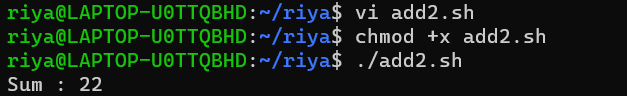 riya@LAPTOP-U0TTQBHD:~/riya$ vi add2.sh
riya@LAPTOP-U0TTQBHD:~/riya$ chmod +x add2.sh
riya@LAPTOP-U0TTQBHD:~/riya$ ./add2.sh
Sum : 22